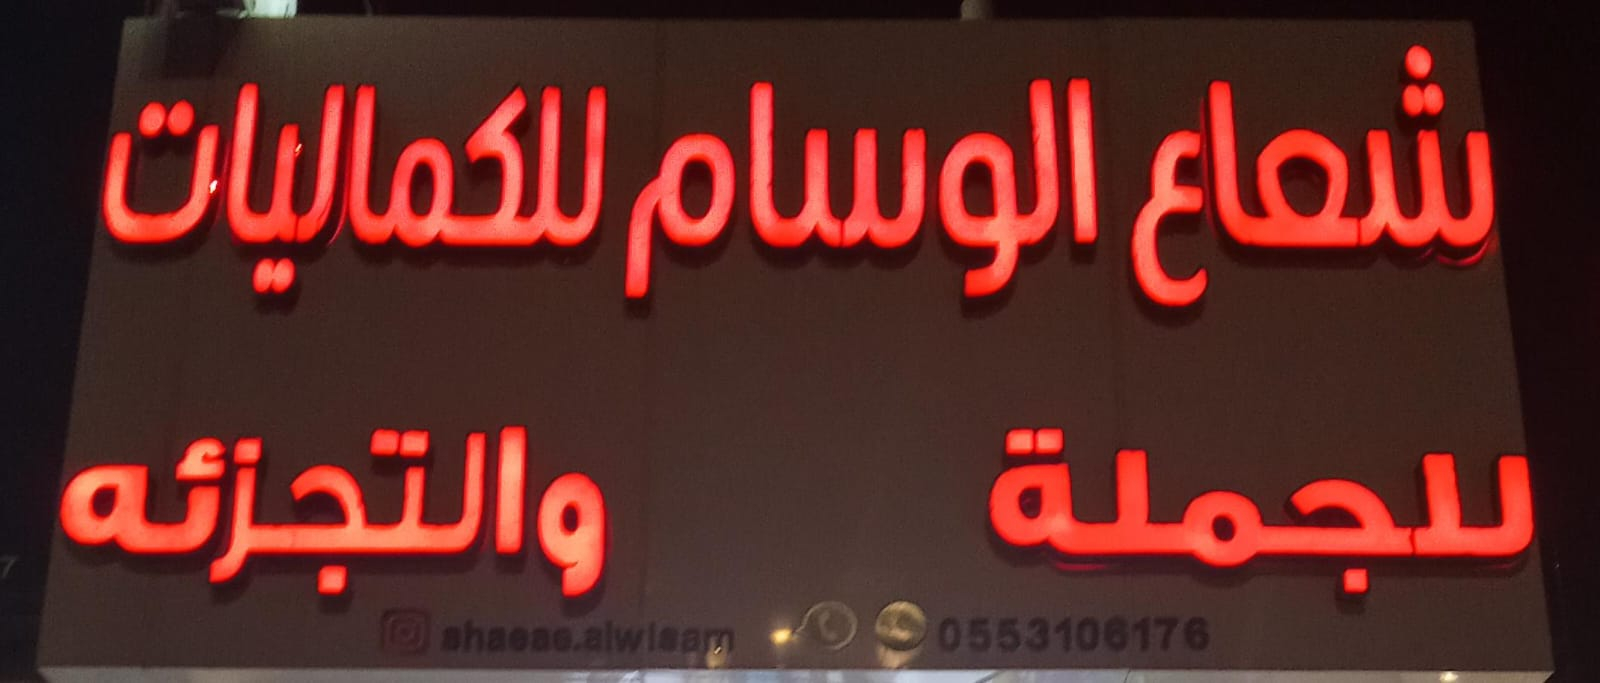 شعاع الوسام للكماليات
للجملة والتجزئه
shaeae.alwisam 0553106176